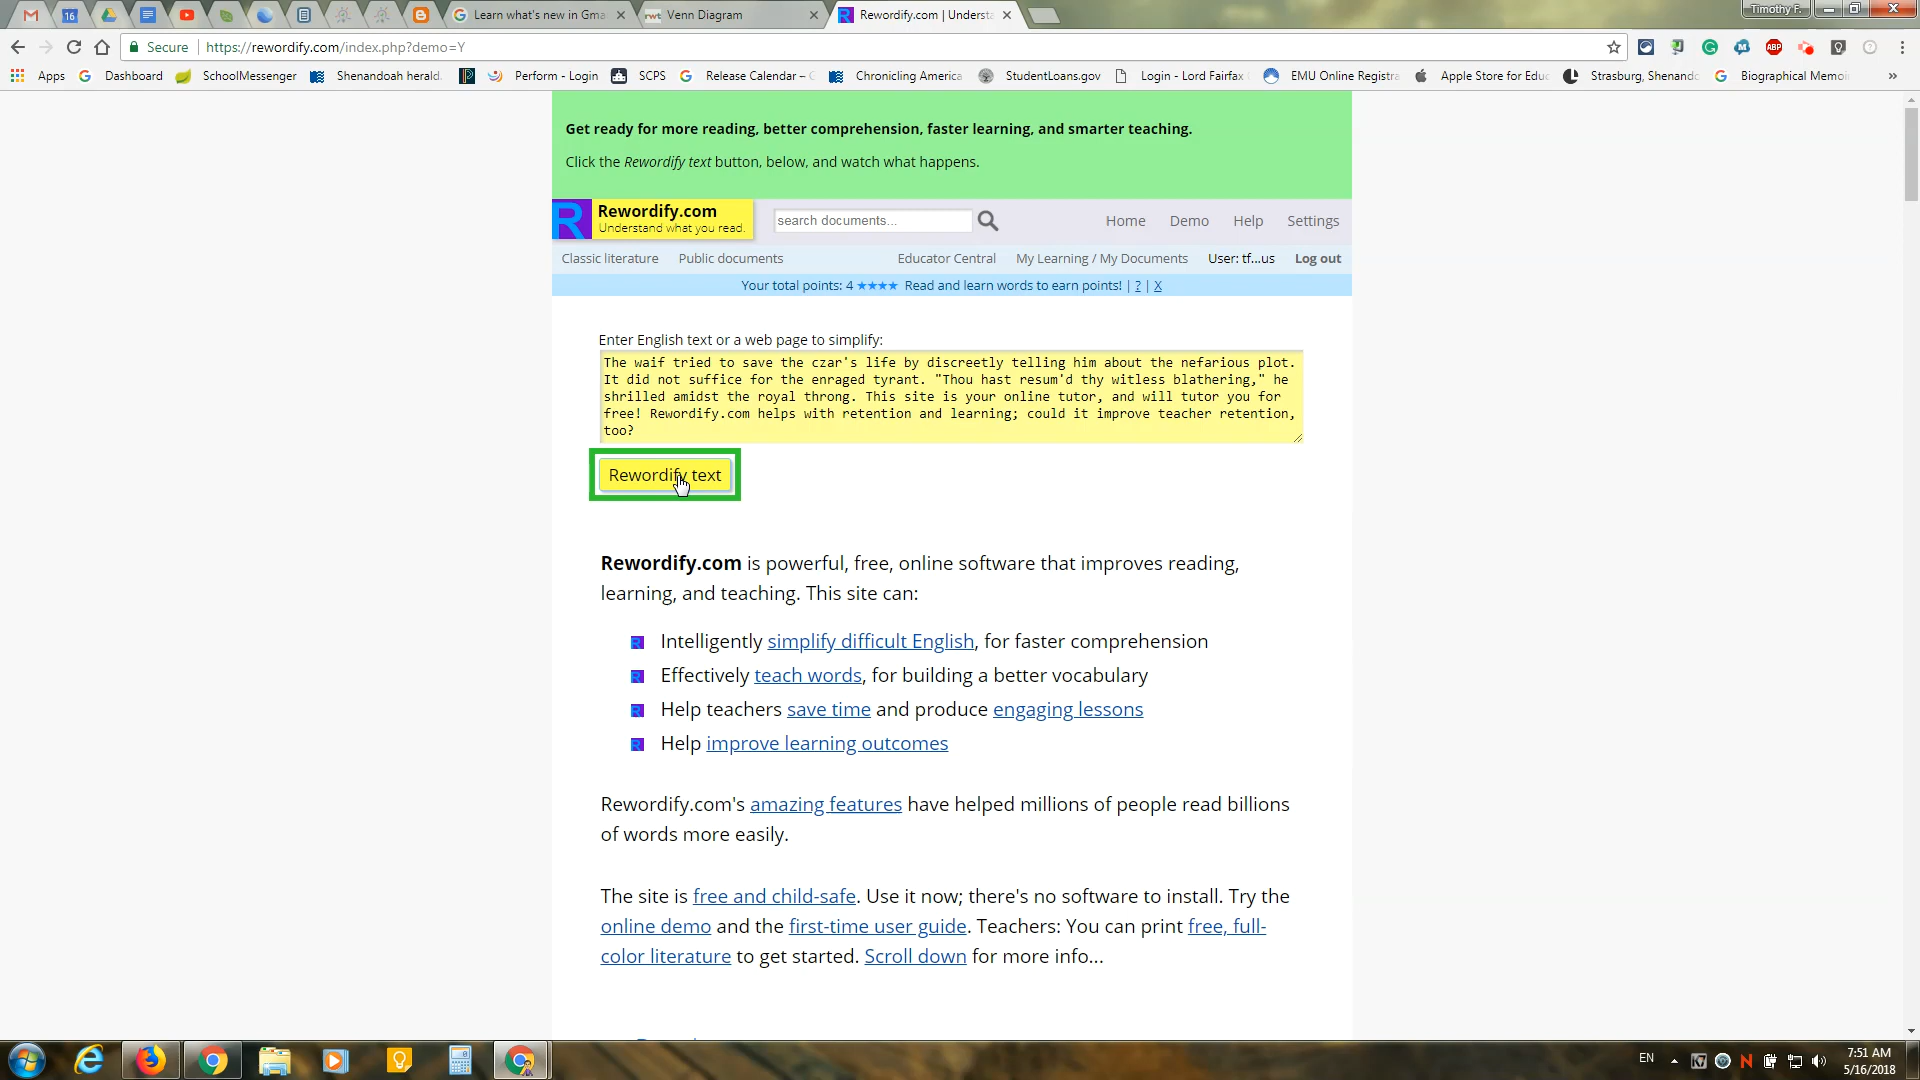 Learn what's new in Gma
Venn Diagram
Rewordify.com | Understa
Timothy F.
Secure
https://rewordify.com/index.php?demo=Y
Apps
Dashboard
SchoolMessenger
Shenandoah herald.
Perform - Login
SCPS
Release Calendar –
Chronicling America
StudentLoans.gov
Login - Lord Fairfax
EMU Online Registra
Apple Store for Educ
Strasburg, Shenando
Biographical Memoi
»
Get ready for more reading, better comprehension, faster learning, and smarter teaching.
Click the Rewordify text button, below, and watch what happens.
R Rewordify.com
Understand what you read.
search documents...
Home Demo Help Settings
Classic literature Public documents Educator Central My Learning / My Documents User: tf...us Log out
Your total points: 4 ★★★★ Read and learn words to earn points! | ? | X
Enter English text or a web page to simplify:
The waif tried to save the czar's life by discreetly telling him about the nefarious plot.
It did not suffice for the enraged tyrant. "Thou hast resum'd thy witless blathering," he
shrilled amidst the royal throng. This site is your online tutor, and will tutor you for
free! Rewordify.com helps with retention and learning; could it improve teacher retention,
too?
Rewordify text
Rewordify.com is powerful, free, online software that improves reading,
learning, and teaching. This site can:
Intelligently simplify difficult English, for faster comprehension
Effectively teach words, for building a better vocabulary
Help teachers save time and produce engaging lessons
Help improve learning outcomes
Rewordify.com's amazing features have helped millions of people read billions
of words more easily.
The site is free and child-safe. Use it now; there's no software to install. Try the
online demo and the first-time user guide. Teachers: You can print free, full-
color literature to get started. Scroll down for more info...
EN
7:51 AM
5/16/2018